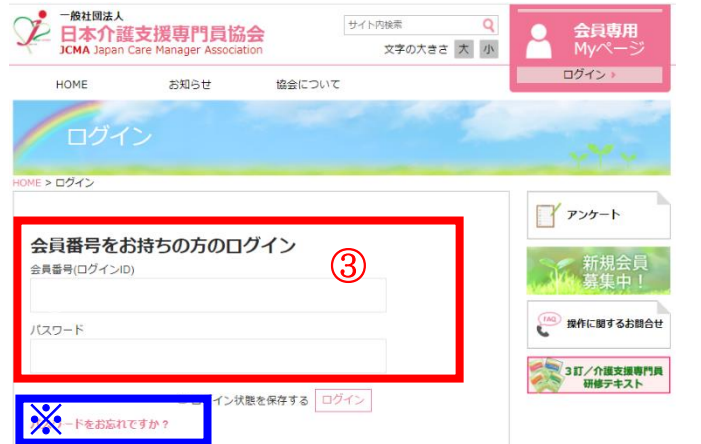 一般社団法人
日本介護支援専門員協会
JCMA Japan Care Manager Association
サイト内検索
文字の大きさ 大 小
会員専用
Myページ
ログイン
HOME お知らせ 協会について
ログイン
HOME > ログイン
会員番号をお持ちの方のログイン
③
会員番号(ログインID)
パスワード
イン状態を保存する ログイン
※
ードをお忘れですか？
アンケート
新規会員
募集中！
FAQ
操作に関するお問合せ
3訂／介護支援専門員
研修テキスト